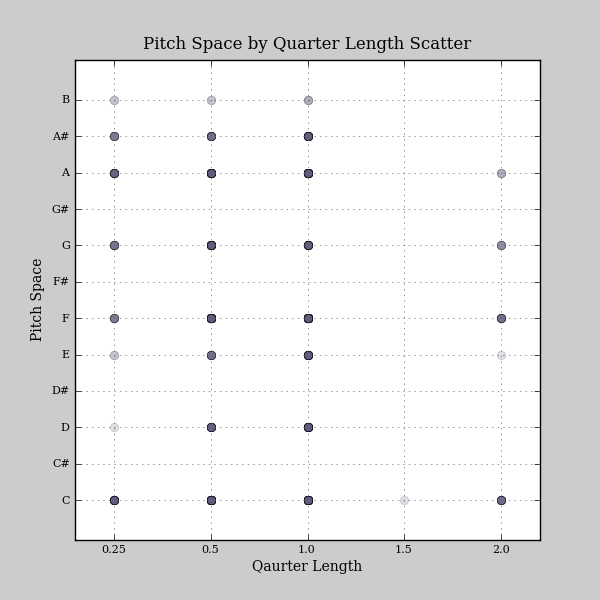 Pitch Space by Quarter Length Scatter
B
A#
A
G#
G
F#
F
E
D#
D
C#
C
Pitch Space
0.25 0.5 1.0 1.5 2.0
Qaurter Length